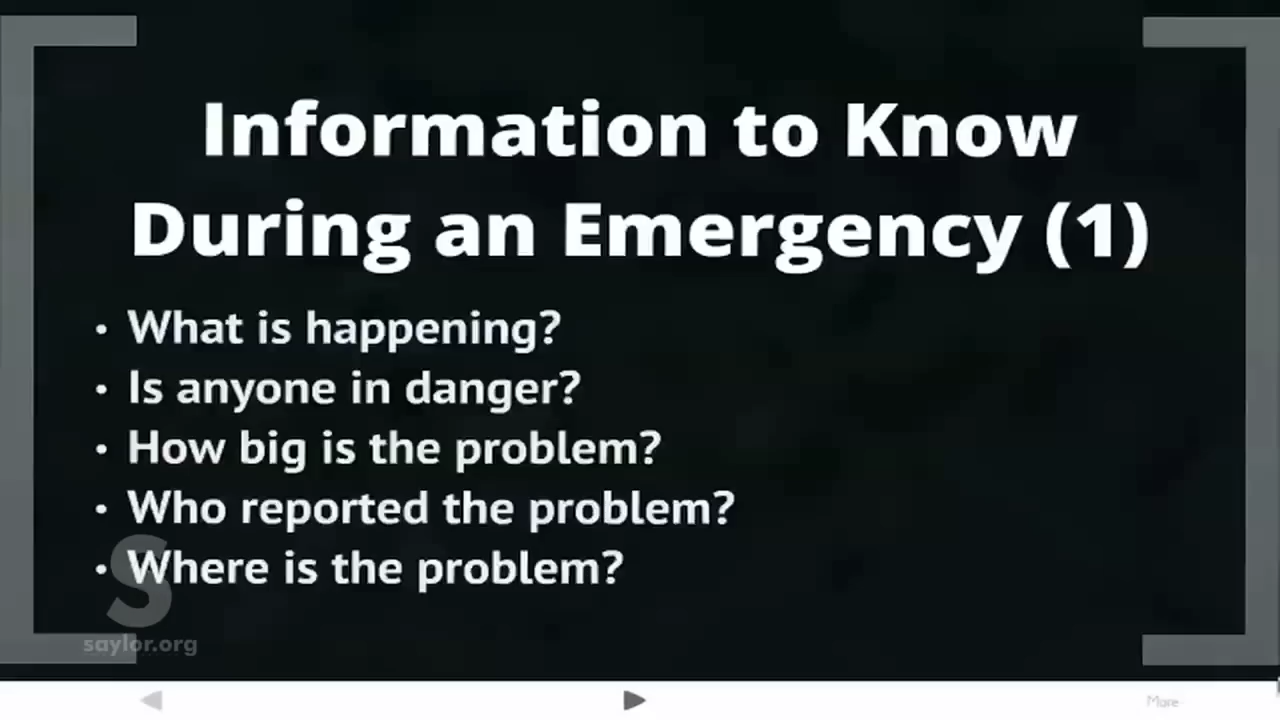 Information to Know
During an Emergency (1)
• What is happening?
• Is anyone in danger?
• How big is the problem?
• Who reported the problem?
• Where is the problem?
S
saylor.org
More